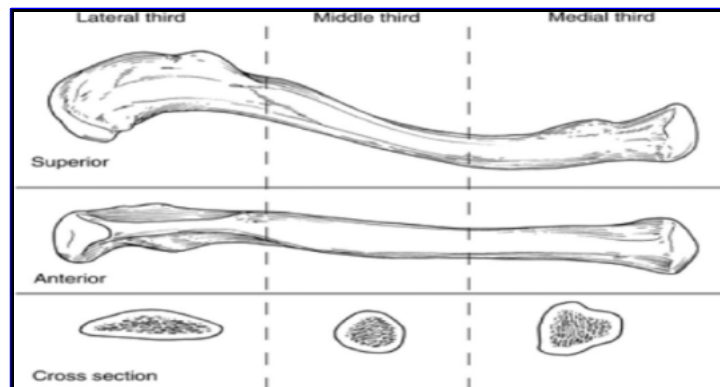 Lateral third Middle third Medial third
Superior
Anterior
Cross section